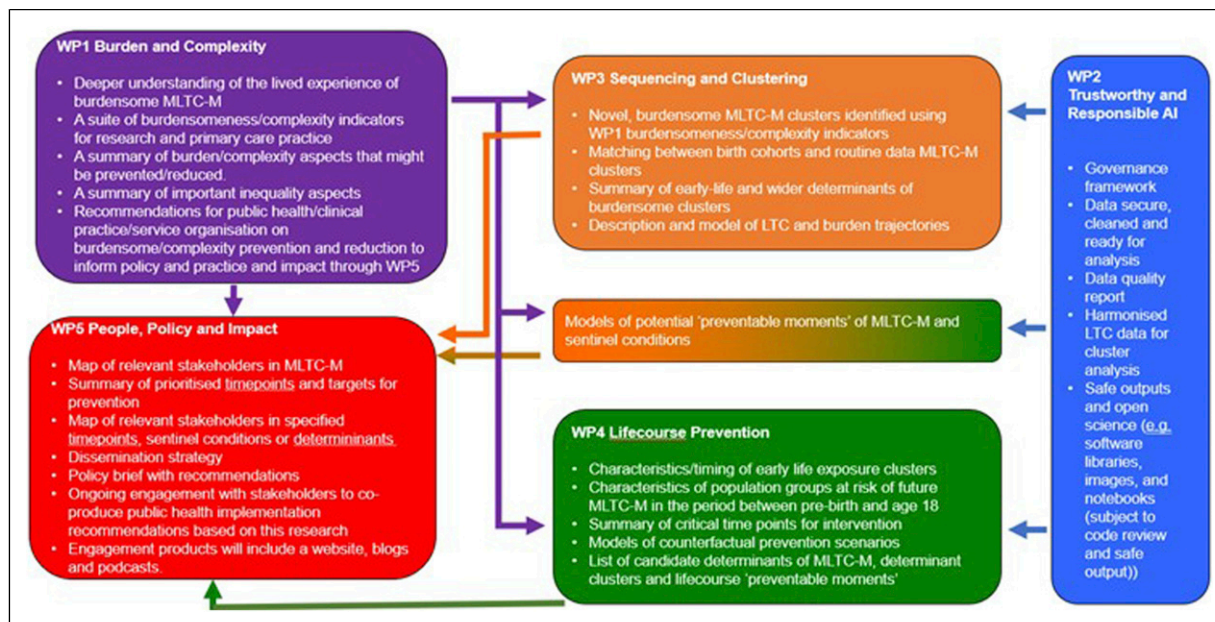 WP1 Burden and Complexity
• Deeper understanding of the lived experience of
burdensome MLTC-M
• A suite of burdensomeness/complexity indicators
for research and primary care practice
• A summary of burden/complexity aspects that might
be prevented/reduced.
• A summary of important inequality aspects
• Recommendations for public health/clinical
practice/service organisation on
burdensome/complexity prevention and reduction to
inform policy and practice and impact through WP5
WP3 Sequencing and Clustering
• Novel, burdensome MLTC-M clusters identified using
WP1 burdensomeness/complexity indicators
• Matching between birth cohorts and routine data MLTC-M
clusters
• Summary of early-life and wider determinants of
burdensome clusters
• Description and model of LTC and burden trajectories
WP2
Trustworthy and
Responsible AI
• Governance
framework
• Data secure,
cleaned and
ready for
analysis
• Data quality
report
• Harmonised
LTC data for
cluster
analysis
• Safe outputs
and open
science (e.g.
software
libraries,
images, and
notebooks
(subject to
code review
and safe
output))
WP5 People, Policy and Impact
• Map of relevant stakeholders in MLTC-M
• Summary of prioritised timepoints and targets for
prevention
• Map of relevant stakeholders in specified
timepoints, sentinel conditions or determininants
• Dissemination strategy
• Policy brief with recommendations
• Ongoing engagement with stakeholders to co-
produce public health implementation
recommendations based on this research
• Engagement products will include a website, blogs
and podcasts.
Models of potential 'preventable moments' of MLTC-M and
sentinel conditions
WP4 Lifecourse Prevention
• Characteristics/timing of early life exposure clusters
• Characteristics of population groups at risk of future
MLTC-M in the period between pre-birth and age 18
• Summary of critical time points for intervention
• Models of counterfactual prevention scenarios
• List of candidate determinants of MLTC-M, determinant
clusters and lifecourse 'preventable moments'